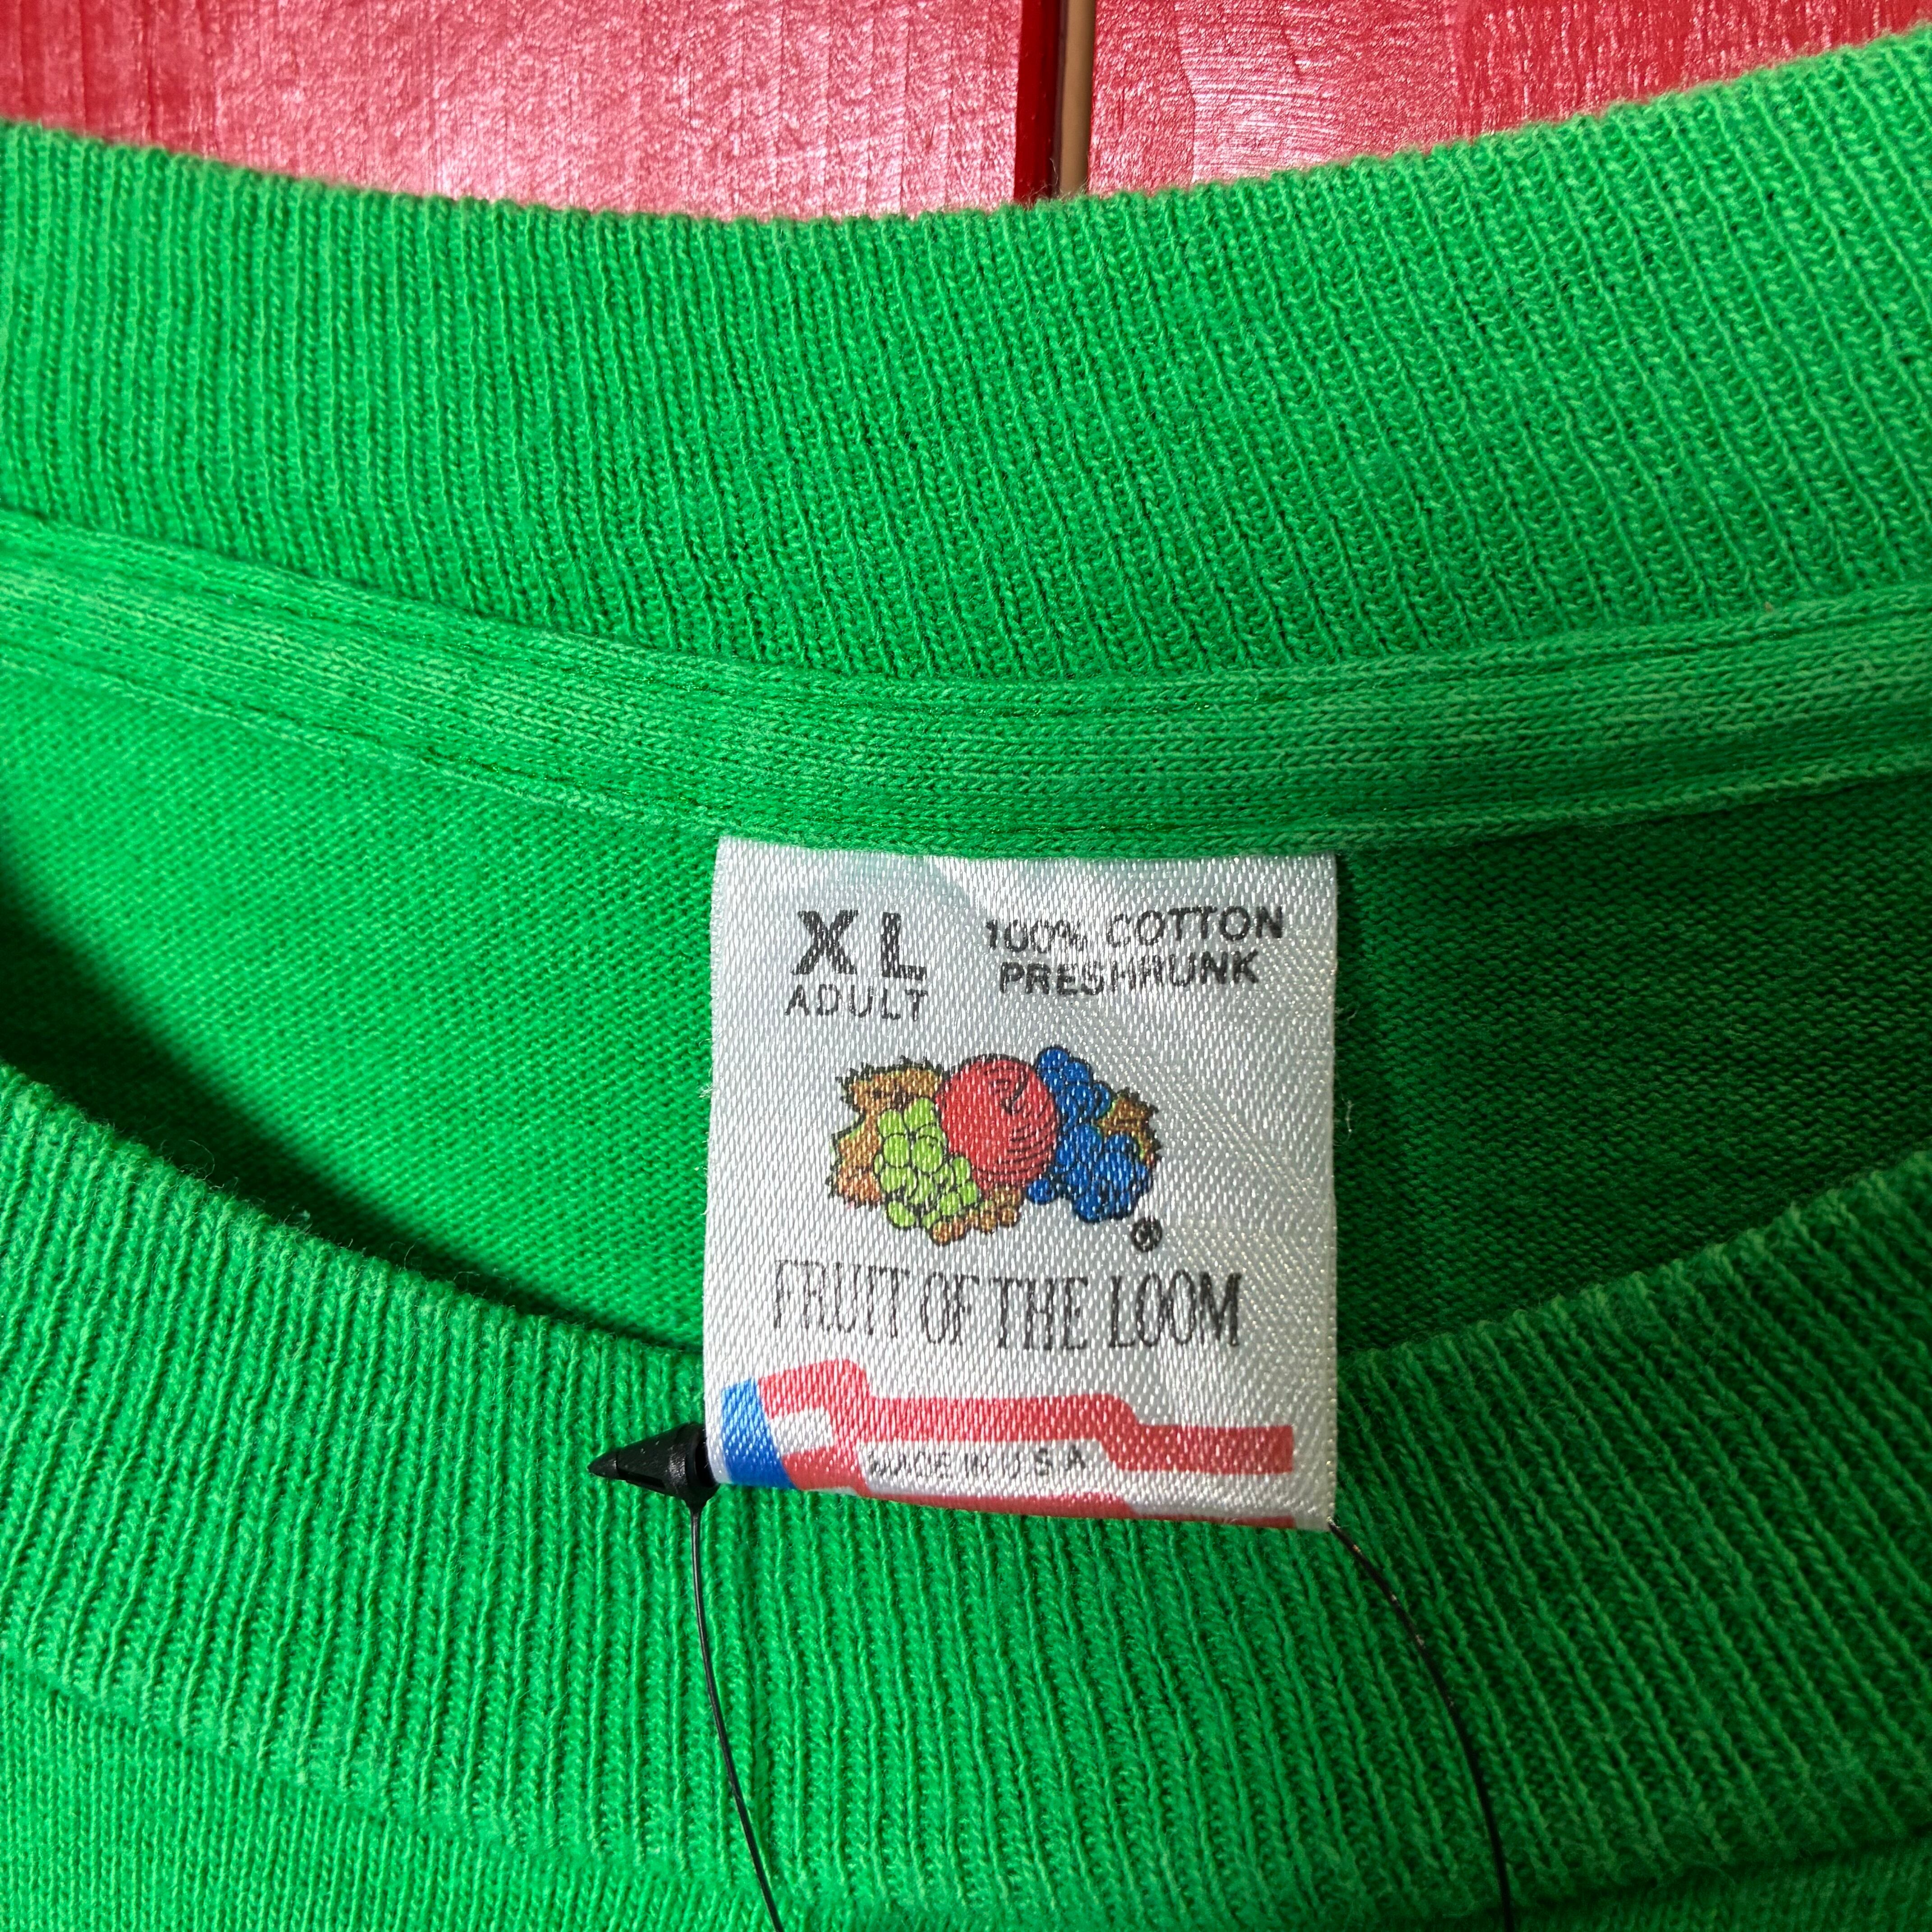 XL
ADULT
100% COTTON
PRESHRUNK
®
FRUIT OF THE LOOM
MADE IN U S A